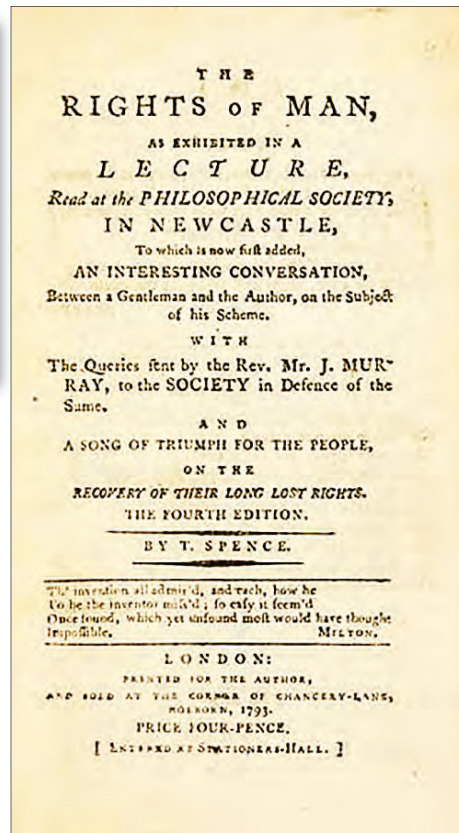 THE
RIGHTS OF MAN,
AS EXHIBITED IN A
LECTURE,
Read at the PHILOSOPHICAL SOCIETY,
IN NEWCASTLE,
To which is now firſt added,
AN INTERESTING CONVERSATION,
Between a Gentleman and the Author, on the Subject
of his Scheme.
WITH
The Queries ſent by the Rev. Mr. J. MUR-
RAY, to the SOCIETY in Defence of the
Same.
AND
A SONG OF TRIUMPH FOR THE PEOPLE,
ON THE
RECOVERY OF THEIR LONG LOST RIGHTS.
THE FOURTH EDITION.
BY T. SPENCE.
Th' invention all admir'd, and each, how he
To be the inventor miſs'd; ſo eaſy it ſeem'd
Once found, which yet unfound moſt would have thought
Impoſſible. MILTON.
LONDON:
PRINTED FOR THE AUTHOR,
AND SOLD AT THE CORNER OF CHANCERY-LANE,
HOLBORN, 1793.
PRICE FOUR-PENCE.
[ ENTERED AT STATIONERS-HALL. ]